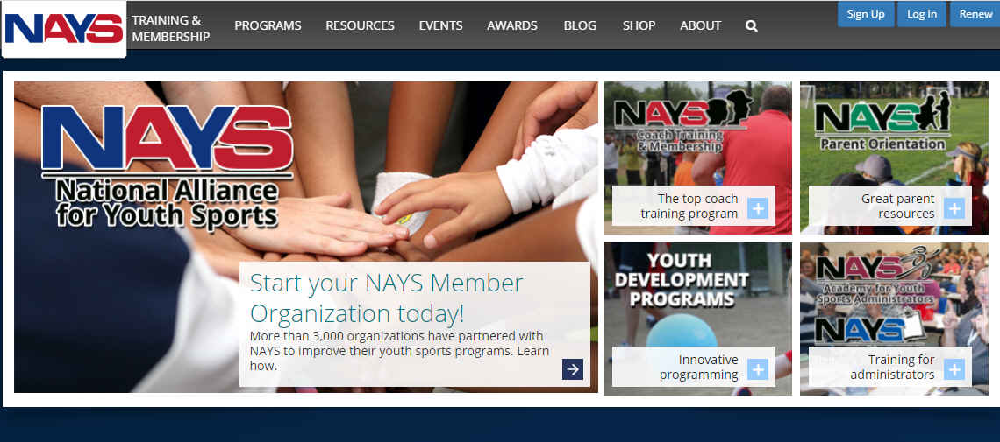 NAYS
TRAINING &
MEMBERSHIP
PROGRAMS
RESOURCES
EVENTS
AWARDS
BLOG
SHOP
ABOUT
Sign Up
Log In
Renew
NAYS
National Alliance
for Youth Sports
Start your NAYS Member
Organization today!
More than 3,000 organizations have partnered with
NAYS to improve their youth sports programs. Learn
how.
NAYS
Coach Training
& Membership
The top coach
training program
NAYS
Parent Orientation
Great parent
resources
YOUTH
DEVELOPMENT
PROGRAMS
Innovative
programming
NAYS
Academy for Youth
Sports Administrators
NAYS
Training for
administrators